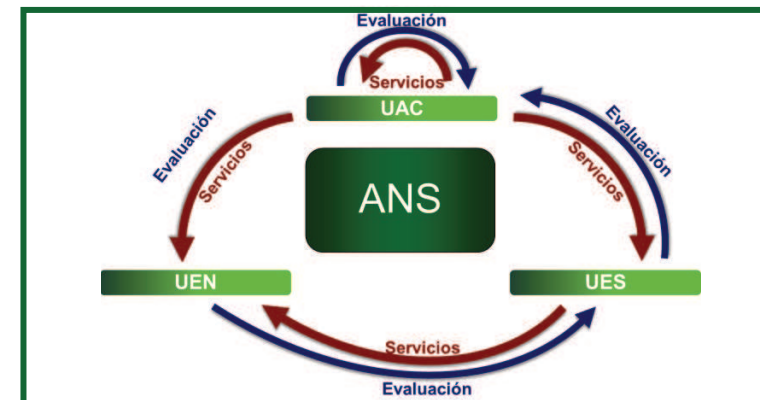 Evaluación
Servicios
UAC
Evaluación
Servicios
Evaluación
Servicios
ANS
UEN
UES
Servicios
Evaluación